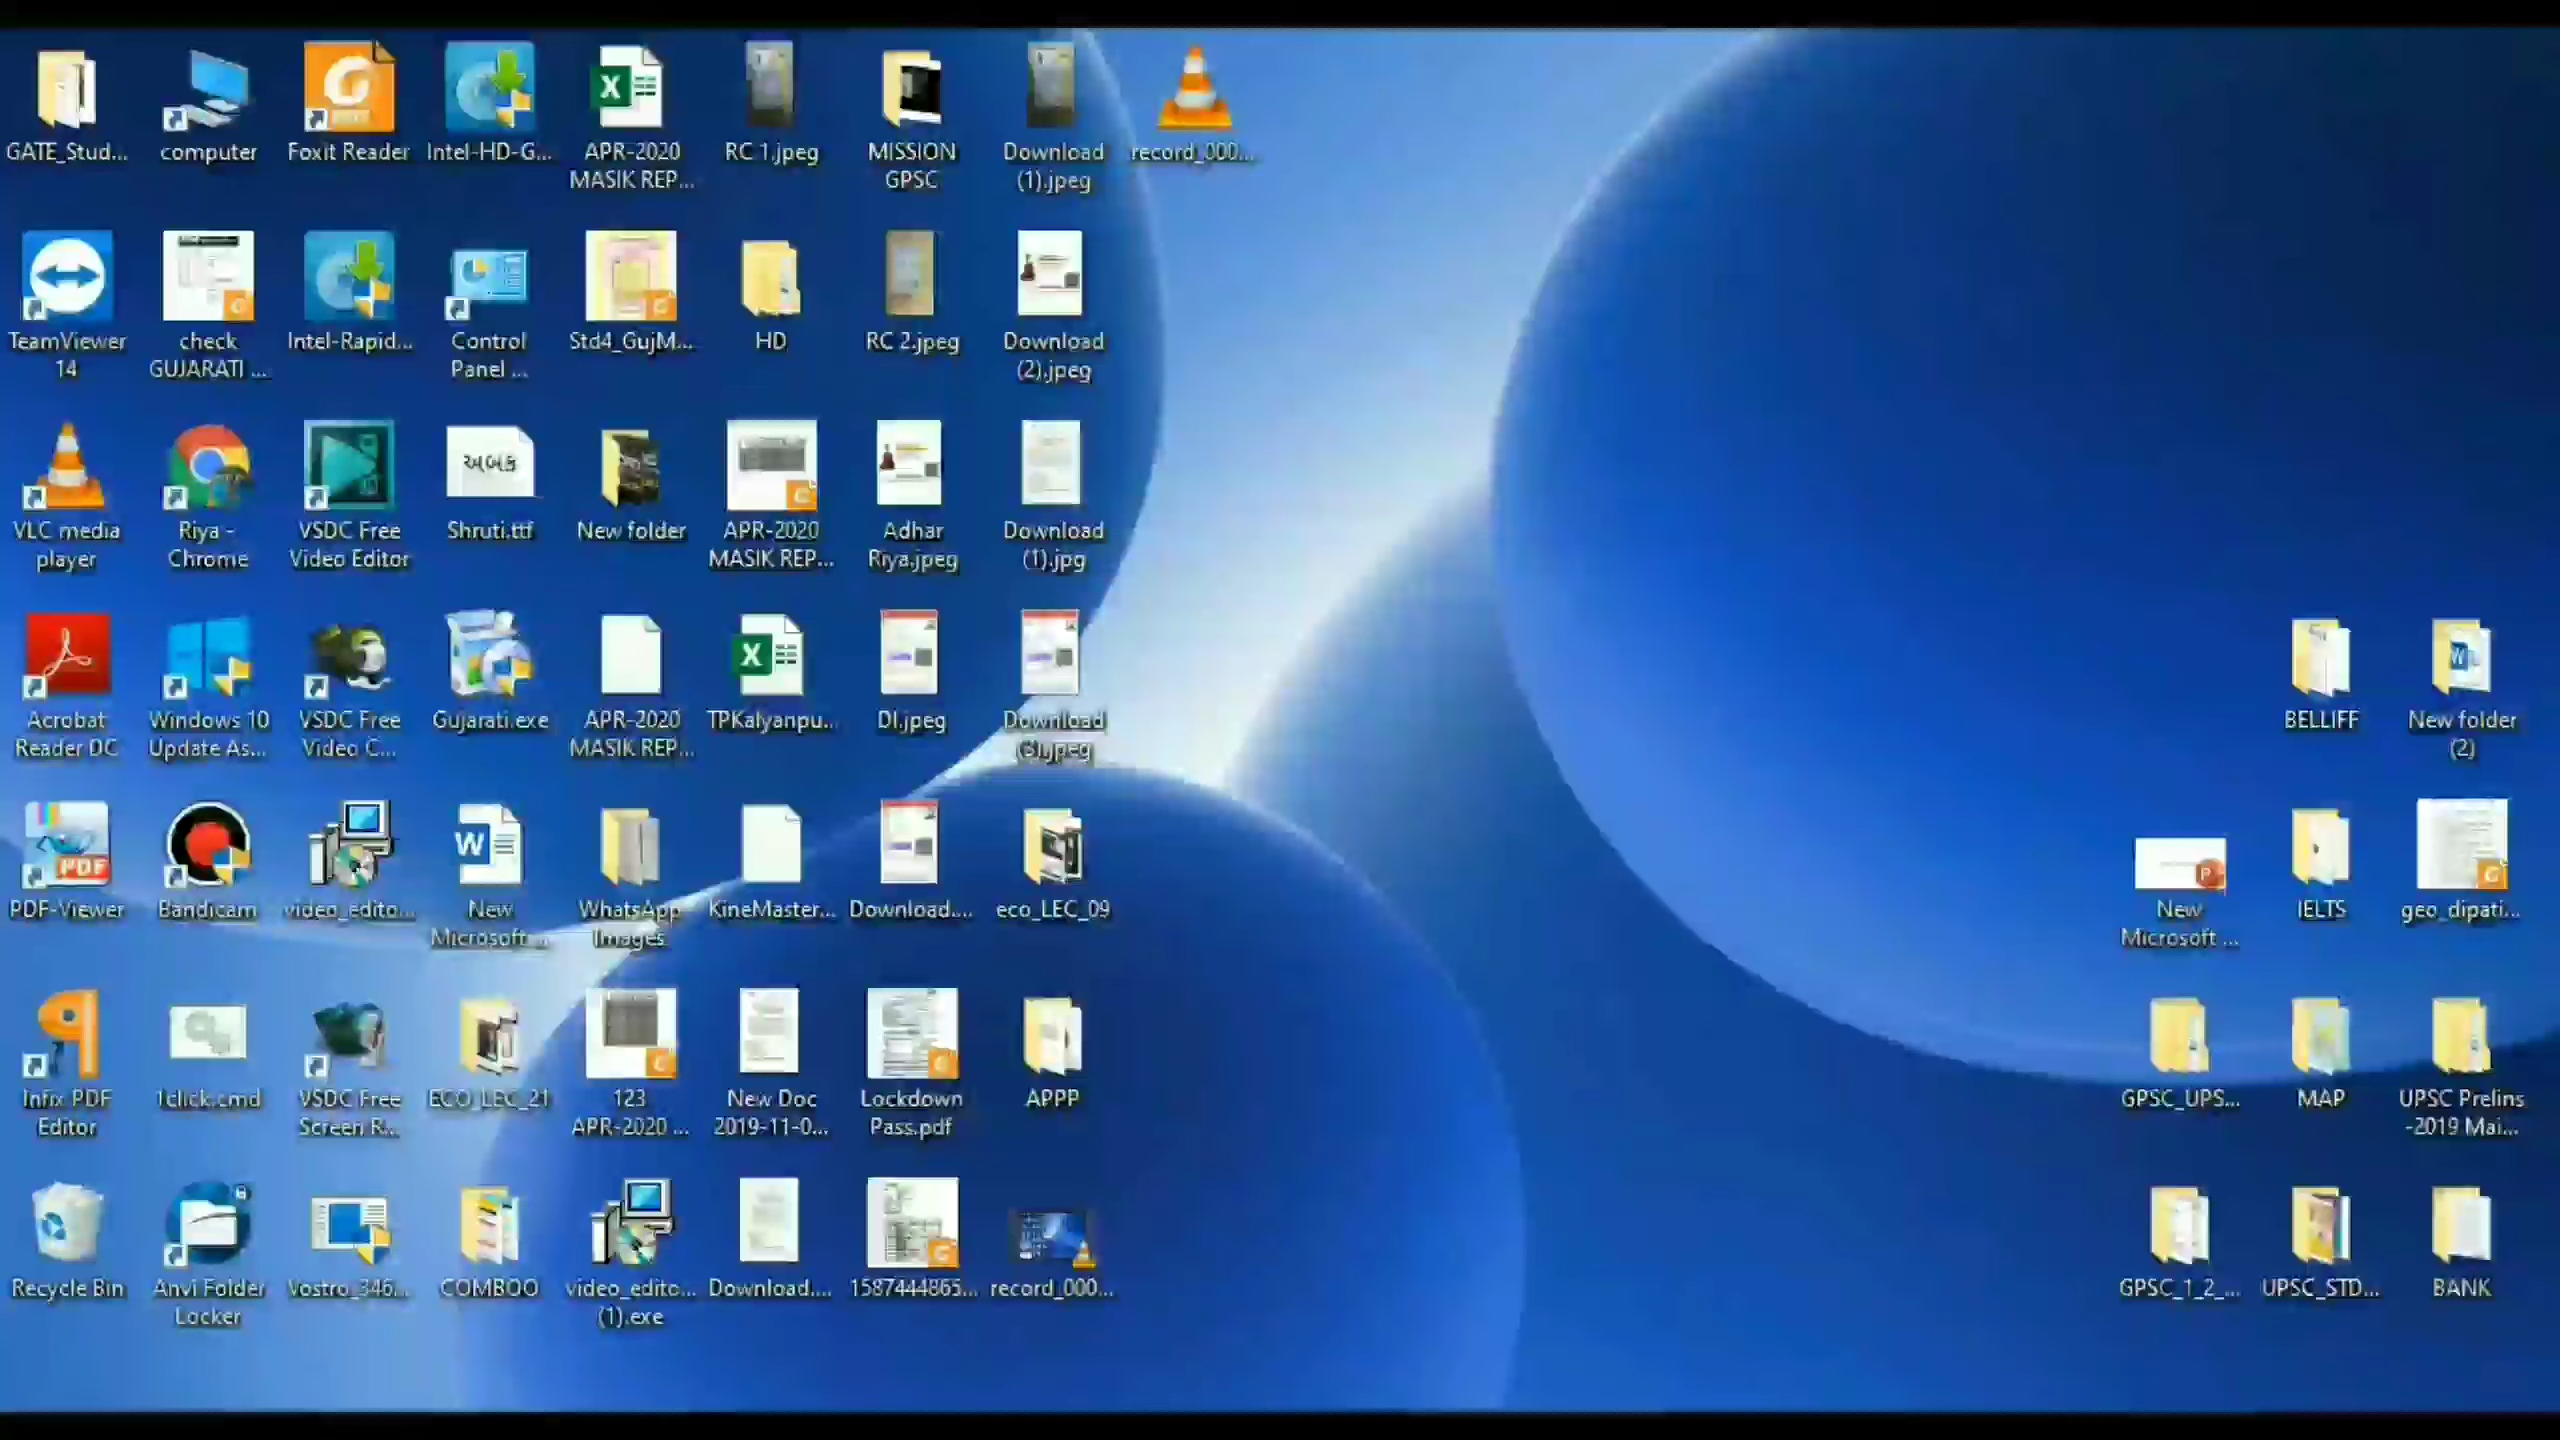 GATE_Stud...
computer
Foxit Reader
Intel-HD-G...
APR-2020
MASIK REP...
RC 1.jpeg
MISSION
GPSC
Download
(1).jpeg
record_000...
TeamViewer
14
check
GUJARATI ...
Intel-Rapid...
Control
Panel ...
Std4_GujM...
HD
RC 2.jpeg
Download
(2).jpeg
VLC media
player
Riya -
Chrome
VSDC Free
Video Editor
Shruti.ttf
New folder
APR-2020
MASIK REP...
Adhar
Riya.jpeg
Download
(1).jpg
Acrobat
Reader DC
Windows 10
Update As...
VSDC Free
Video C...
Gujarati.exe
APR-2020
MASIK REP...
TPKalyanpu...
DI.jpeg
Download
(3).jpeg
BELLIFF
New folder
(2)
PDF
PDF-Viewer
Bandicam
video_edito...
New
Microsoft ...
WhatsApp
Images
KineMaster...
Download....
eco_LEC_09
New
Microsoft ...
IELTS
geo_dipati...
Infix PDF
Editor
1click.cmd
VSDC Free
Screen R...
ECO_LEC_21
123
APR-2020 ...
New Doc
2019-11-0...
Lockdown
Pass.pdf
APPP
GPSC_UPS...
MAP
UPSC Prelins
-2019 Mai...
Recycle Bin
Anvi Folder
Locker
Vostro_346...
COMBOO
video_edito...
(1).exe
Download....
1587444865...
record_000...
GPSC_1_2_...
UPSC_STD...
BANK